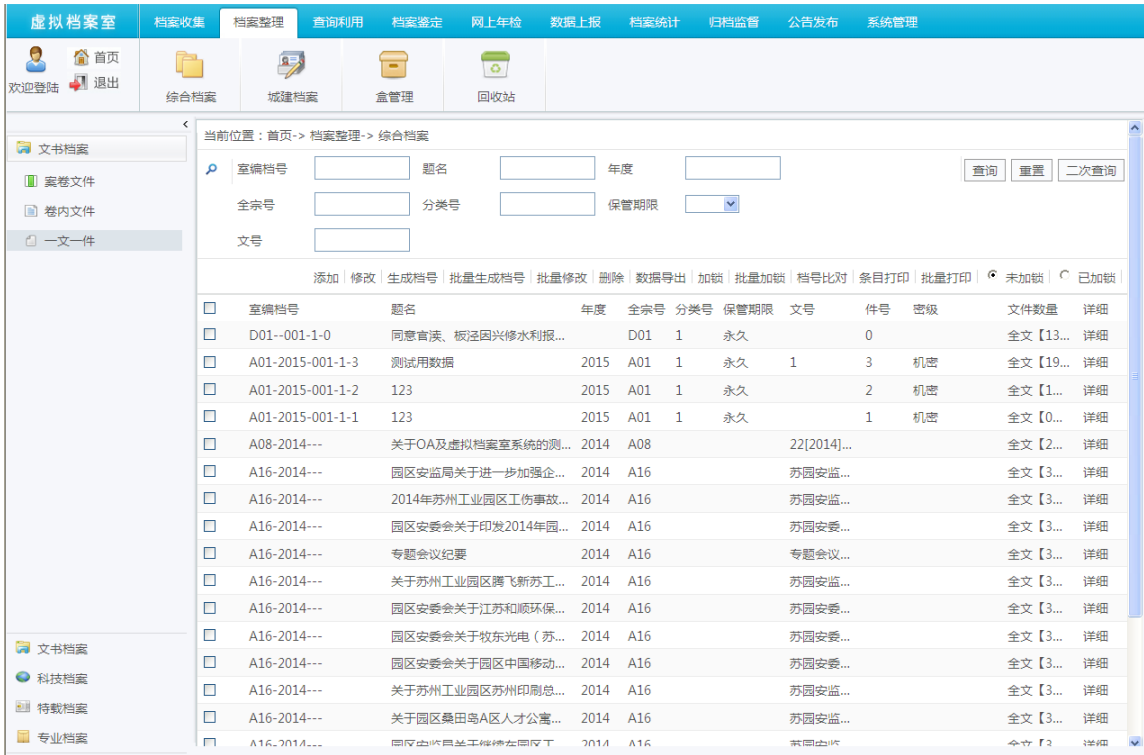 虚拟档案室 档案收集 档案整理 查询利用 档案鉴定 网上年检 数据上报 档案统计 归档监督 公告发布 系统管理
欢迎登陆 首页 退出 综合档案 城建档案 盒管理 回收站
文书档案
案卷文件
卷内文件
一文一件
当前位置：首页-> 档案整理-> 综合档案
室编档号 题名 年度 查询 重置 二次查询
全宗号 分类号 保管期限
文号
添加 修改 生成档号 批量生成档号 批量修改 删除 数据导出 加锁 批量加锁 档号比对 条目打印 批量打印 未加锁 已加锁
室编档号 题名 年度 全宗号 分类号 保管期限 文号 件号 密级 文件数量 详细
D01--001-1-0 同意官渎、板泾因兴修水利报... D01 1 永久 0 全文【13... 详细
A01-2015-001-1-3 测试用数据 2015 A01 1 永久 1 3 机密 全文【19... 详细
A01-2015-001-1-2 123 2015 A01 1 永久 2 机密 全文【1... 详细
A01-2015-001-1-1 123 2015 A01 1 永久 1 机密 全文【0... 详细
A08-2014--- 关于OA及虚拟档案室系统的测... 2014 A08 22[2014]... 全文【2... 详细
A16-2014--- 园区安监局关于进一步加强企... 2014 A16 苏园安监... 全文【3... 详细
A16-2014--- 2014年苏州工业园区工伤事故... 2014 A16 苏园安监... 全文【3... 详细
A16-2014--- 园区安委会关于印发2014年园... 2014 A16 苏园安委... 全文【3... 详细
A16-2014--- 专题会议纪要 2014 A16 专题会议... 全文【3... 详细
A16-2014--- 关于苏州工业园区腾飞新苏工... 2014 A16 苏园安监... 全文【3... 详细
A16-2014--- 园区安委会关于江苏和顺环保... 2014 A16 苏园安委... 全文【3... 详细
A16-2014--- 园区安委会关于牧东光电（苏... 2014 A16 苏园安委... 全文【3... 详细
A16-2014--- 园区安委会关于园区中国移动... 2014 A16 苏园安委... 全文【3... 详细
A16-2014--- 关于苏州工业园区苏州印刷总... 2014 A16 苏园安监... 全文【3... 详细
A16-2014--- 关于园区桑田岛A区人才公寓... 2014 A16 苏园安监... 全文【3... 详细
A16-2014--- 园区安监局关于继续在园区工... 2014 A16 苏园安监... 全文【3... 详细
文书档案
科技档案
特载档案
专业档案